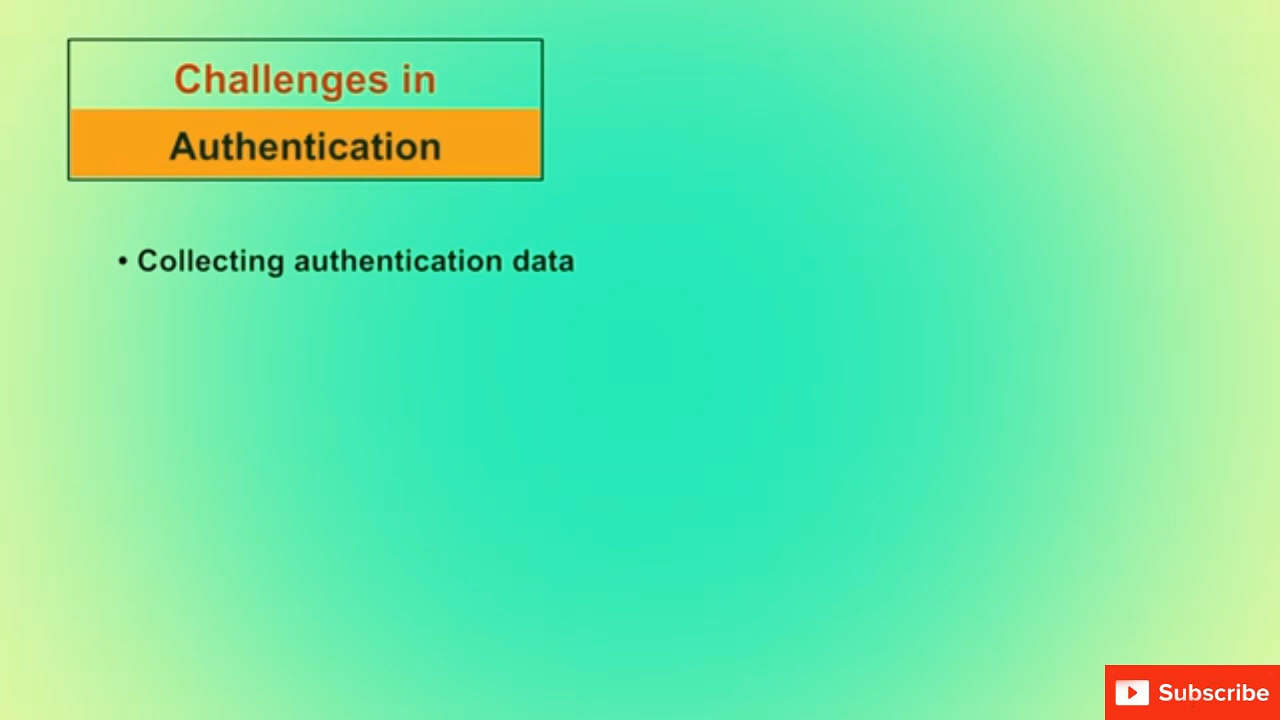 Challenges in
Authentication
• Collecting authentication data
Subscribe